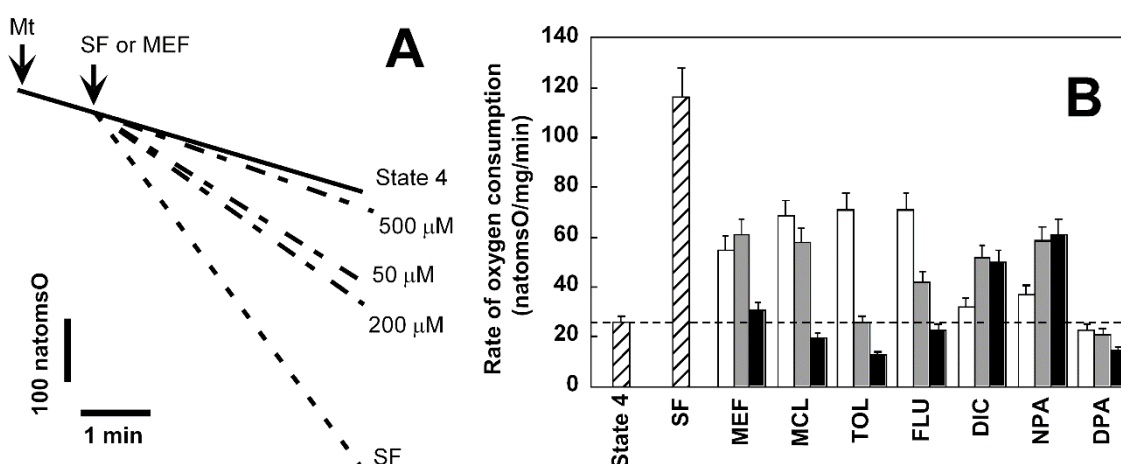 Mt
SF or MEF
A
State 4
500 μM
50 μM
200 μM
SF
100 natomsO
1 min
B
Rate of oxygen consumption
(natomsO/mg/min)
140
120
100
80
60
40
20
0
State 4
SF
MEF
MCL
TOL
FLU
DIC
NPA
DPA